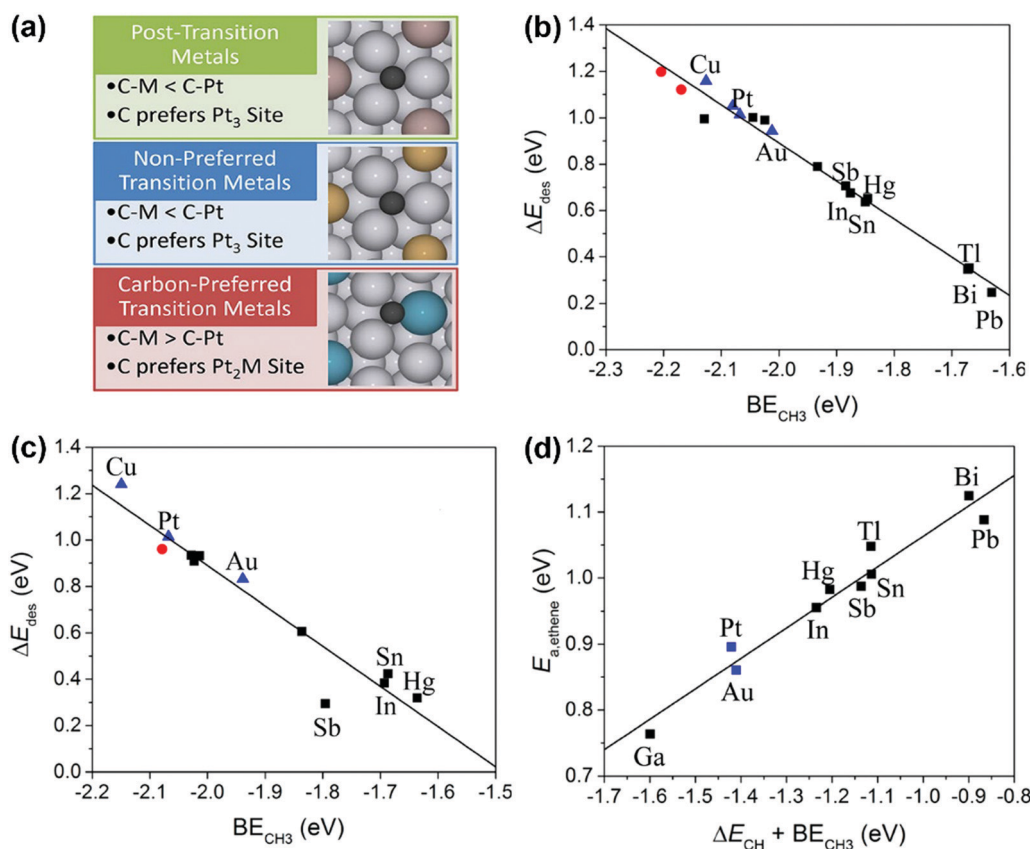 (a)
Post-Transition
Metals
•C-M < C-Pt
•C prefers Pt₃ Site
Non-Preferred
Transition Metals
•C-M < C-Pt
•C prefers Pt₃ Site
Carbon-Preferred
Transition Metals
•C-M > C-Pt
•C prefers Pt₂M Site
(b)
ΔE_des (eV)
1.4
1.2
1.0
0.8
0.6
0.4
0.2
0.0
Cu
Pt
Au
Sb
Hg
In
Sn
Tl
Bi
Pb
-2.3 -2.2 -2.1 -2.0 -1.9 -1.8 -1.7 -1.6
BE_CH3 (eV)
(c)
ΔE_des (eV)
1.4
1.2
1.0
0.8
0.6
0.4
0.2
0.0
Cu
Pt
Au
Sn
Hg
In
Sb
-2.2 -2.1 -2.0 -1.9 -1.8 -1.7 -1.6 -1.5
BE_CH3 (eV)
(d)
E_a,ethene (eV)
1.2
1.1
1.0
0.9
0.8
0.7
Bi
Pb
Tl
Hg
Sn
Sb
In
Pt
Au
Ga
-1.7 -1.6 -1.5 -1.4 -1.3 -1.2 -1.1 -1.0 -0.9 -0.8
ΔE_CH + BE_CH3 (eV)